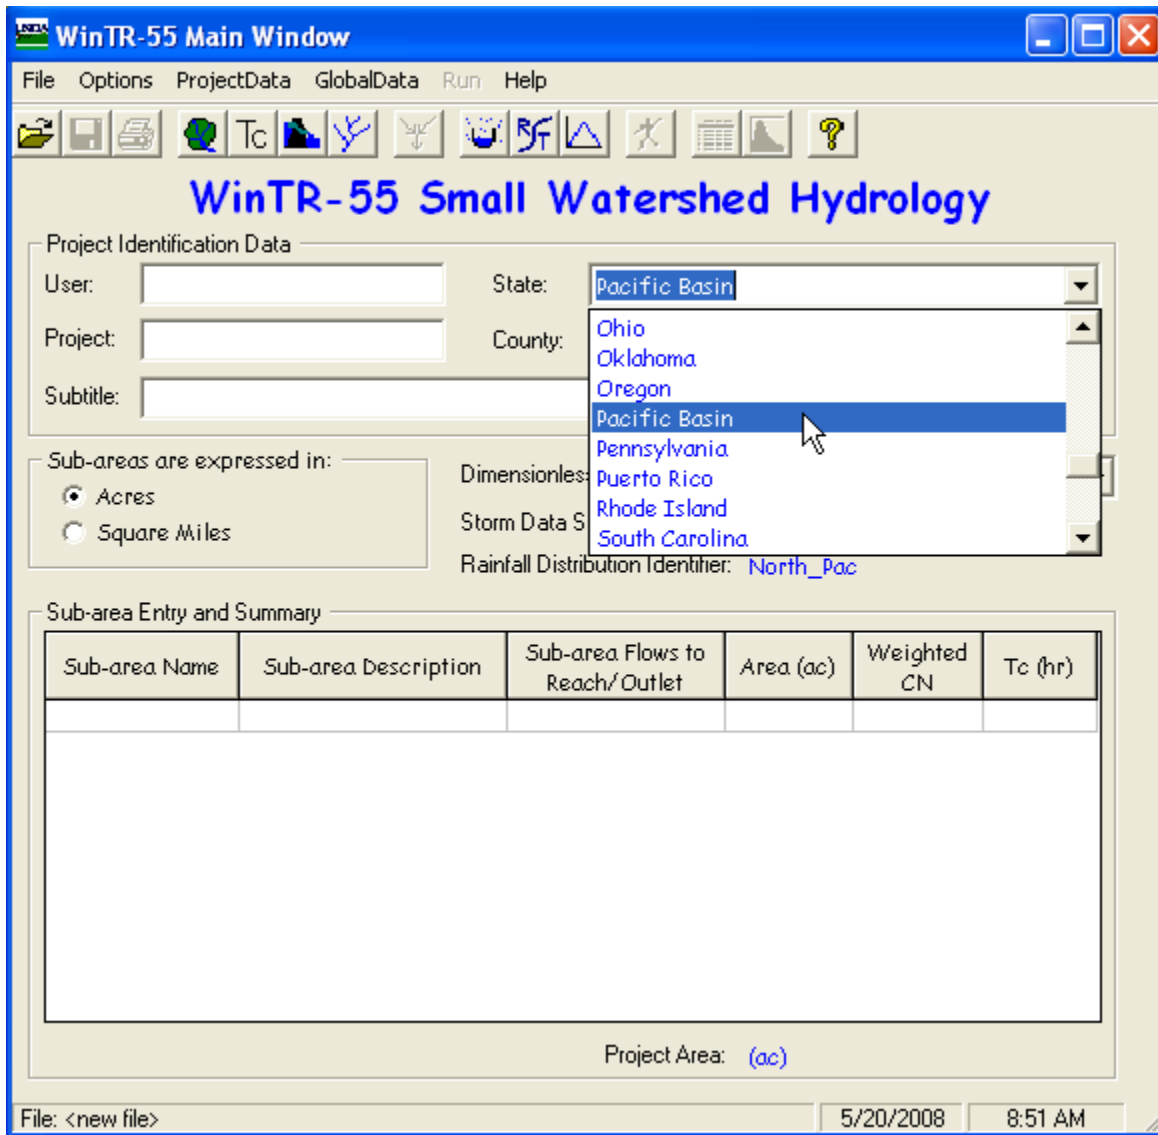 WinTR-55 Main Window
File Options ProjectData GlobalData Run Help
Tc
WinTR-55 Small Watershed Hydrology
Project Identification Data
User:
State: Pacific Basin
Project:
County:
Subtitle:
Ohio
Oklahoma
Oregon
Pacific Basin
Pennsylvania
Puerto Rico
Rhode Island
South Carolina
Sub-areas are expressed in:
Acres
Square Miles
Storm Data S
Rainfall Distribution Identifier: North_Pac
Sub-area Entry and Summary
Sub-area Name Sub-area Description Sub-area Flows to Reach/Outlet Area (ac) Weighted CN Tc (hr)
Project Area: (ac)
File: <new file> 5/20/2008 8:51 AM